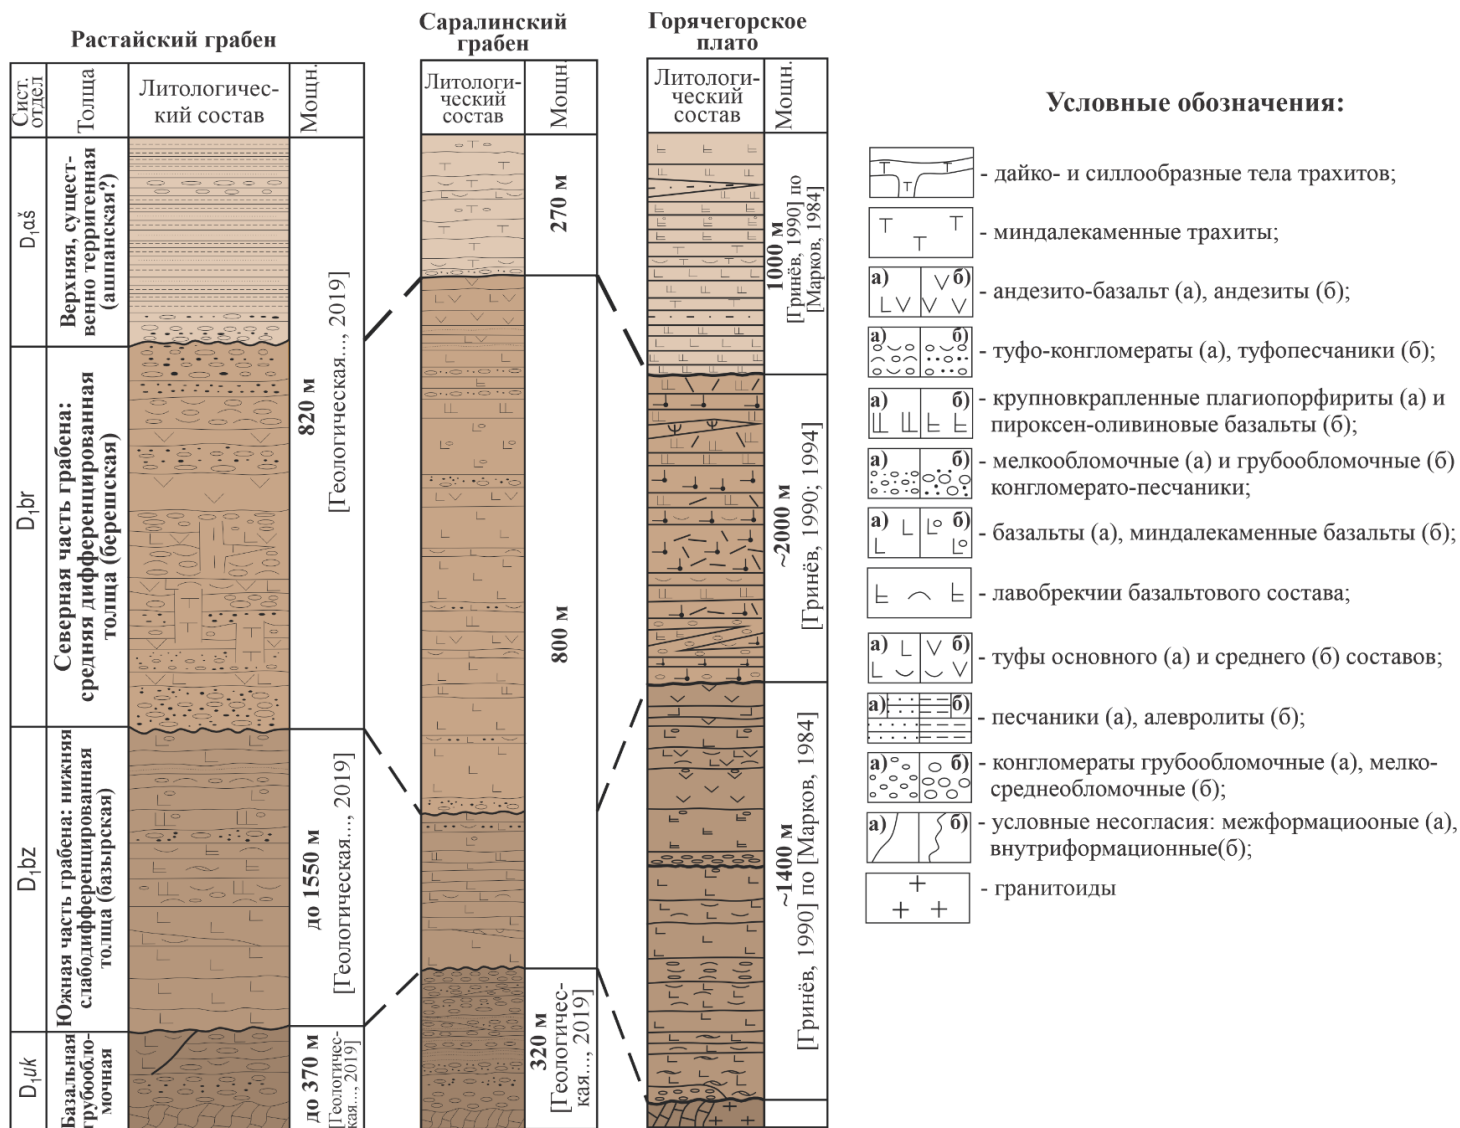 Растайский грабен
Сист.
отдел
Толща
Литологичес-
кий состав
Мощн.
D₁aš
Верхняя, сущест-
венно терригенная
(ашпанская?)
D₁br
Северная часть грабена:
средняя дифференцированная
толща (берешская)
820 м
[Геологическая..., 2019]
D₁bz
Южная часть грабена: нижняя
слабодифференцированная
толща (базырская)
до 1550 м
[Геологическая..., 2019]
D₁uk
Базальная
грубообло-
мочная
до 370 м
[Геологичес-
кая..., 2019]
Саралинский
грабен
Литологи-
ческий
состав
Мощн.
270 м
800 м
320 м
[Геологичес-
кая..., 2019]
Горячегорское
плато
Литологи-
ческий
состав
Мощн.
1000 м
[Гринёв, 1990] по
[Марков, 1984]
~2000 м
[Гринёв, 1990; 1994]
~1400 м
[Гринёв, 1990] по [Марков, 1984]
Условные обозначения:
- дайко- и силлообразные тела трахитов;
- миндалекаменные трахиты;
а) б)
- андезито-базальт (а), андезиты (б);
а) б)
- туфо-конгломераты (а), туфопесчаники (б);
а) б)
- крупновкрапленные плагиопорфириты (а) и
пироксен-оливиновые базальты (б);
а) б)
- мелкообломочные (а) и грубообломочные (б)
конгломерато-песчаники;
а) б)
- базальты (а), миндалекаменные базальты (б);
- лавобрекчии базальтового состава;
а) б)
- туфы основного (а) и среднего (б) составов;
а) б)
- песчаники (а), алевролиты (б);
а) б)
- конгломераты грубообломочные (а), мелко-
среднеобломочные (б);
а) б)
- условные несогласия: межформациооные (а),
внутриформационные(б);
- гранитоиды